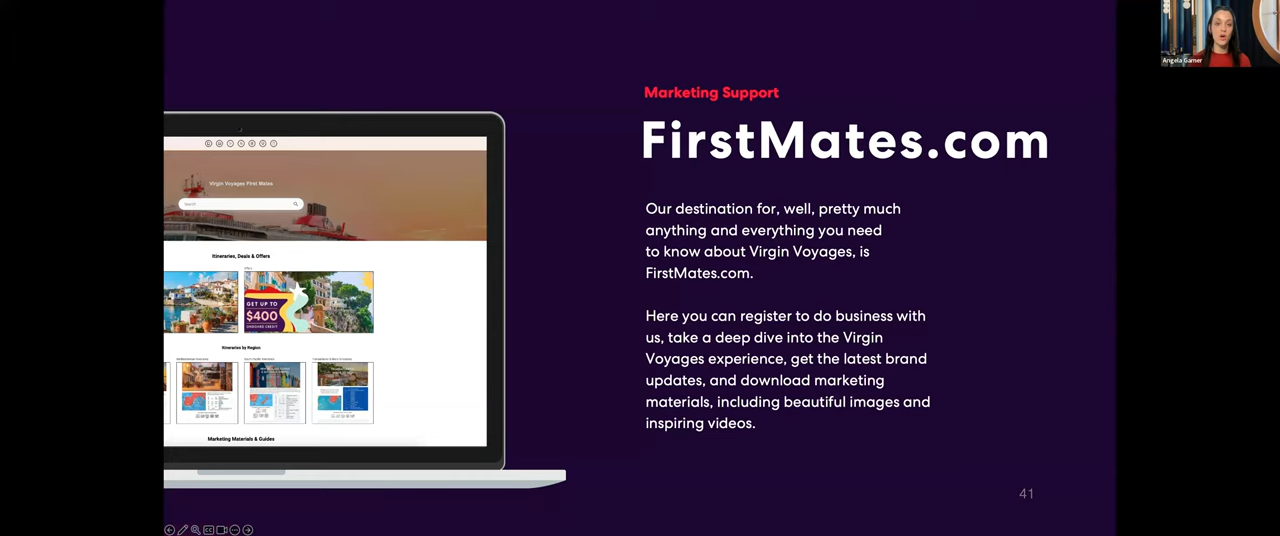 Angela Garner
Marketing Support
FirstMates.com
Our destination for, well, pretty much
anything and everything you need
to know about Virgin Voyages, is
FirstMates.com.
Here you can register to do business with
us, take a deep dive into the Virgin
Voyages experience, get the latest brand
updates, and download marketing
materials, including beautiful images and
inspiring videos.
41
Virgin Voyages First Mates
Search
Itineraries, Deals & Offers
GET UP TO
$400
Itineraries by Region
Marketing Materials & Guides